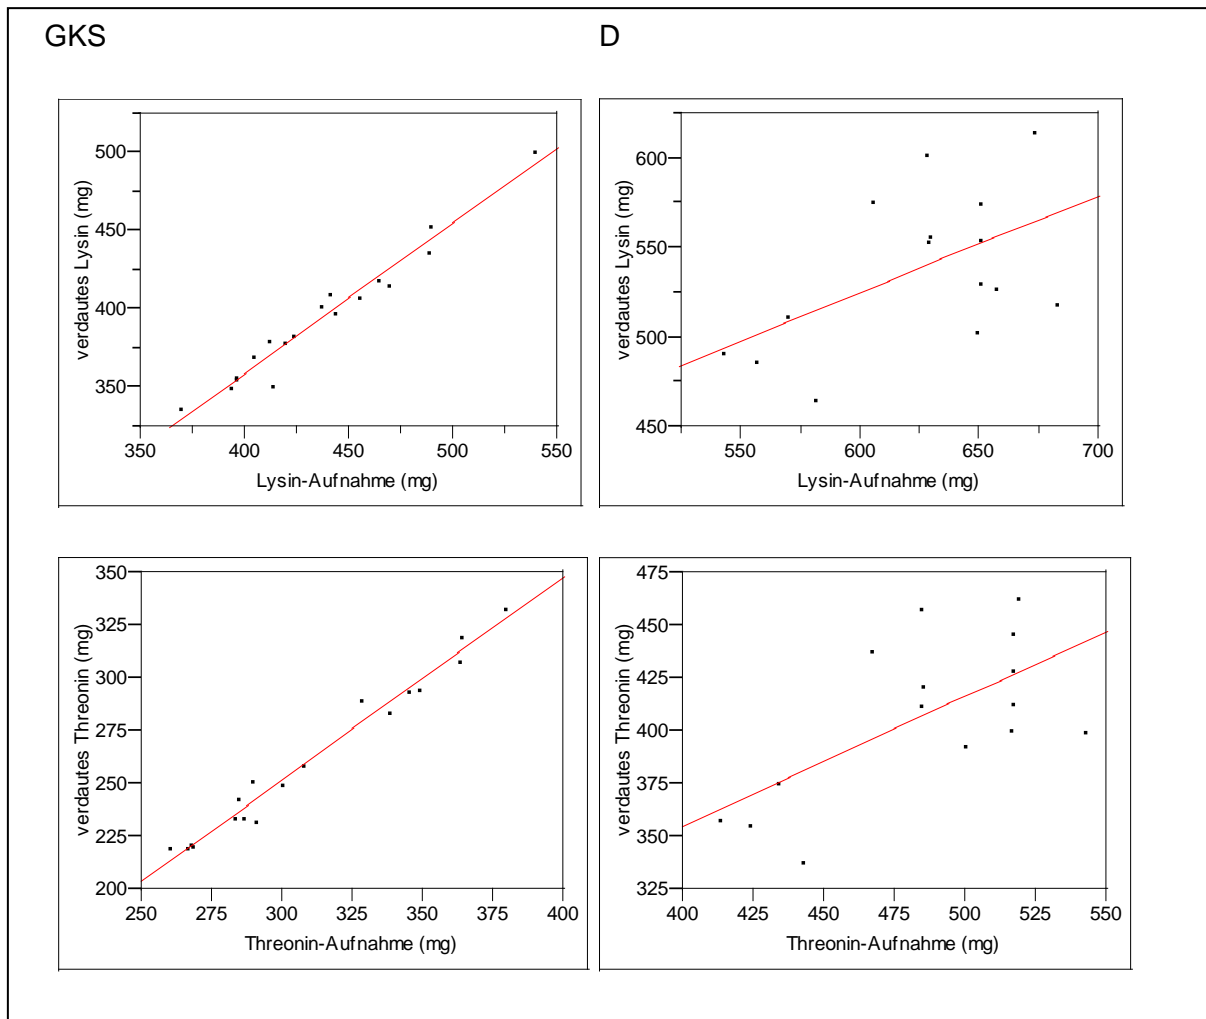 GKS
D
verdautes Lysin (mg)
500
450
400
350
350 400 450 500 550
Lysin-Aufnahme (mg)
verdautes Lysin (mg)
600
550
500
450
550 600 650 700
Lysin-Aufnahme (mg)
verdautes Threonin (mg)
350
325
300
275
250
225
200
250 275 300 325 350 375 400
Threonin-Aufnahme (mg)
verdautes Threonin (mg)
475
450
425
400
375
350
325
400 425 450 475 500 525 550
Threonin-Aufnahme (mg)